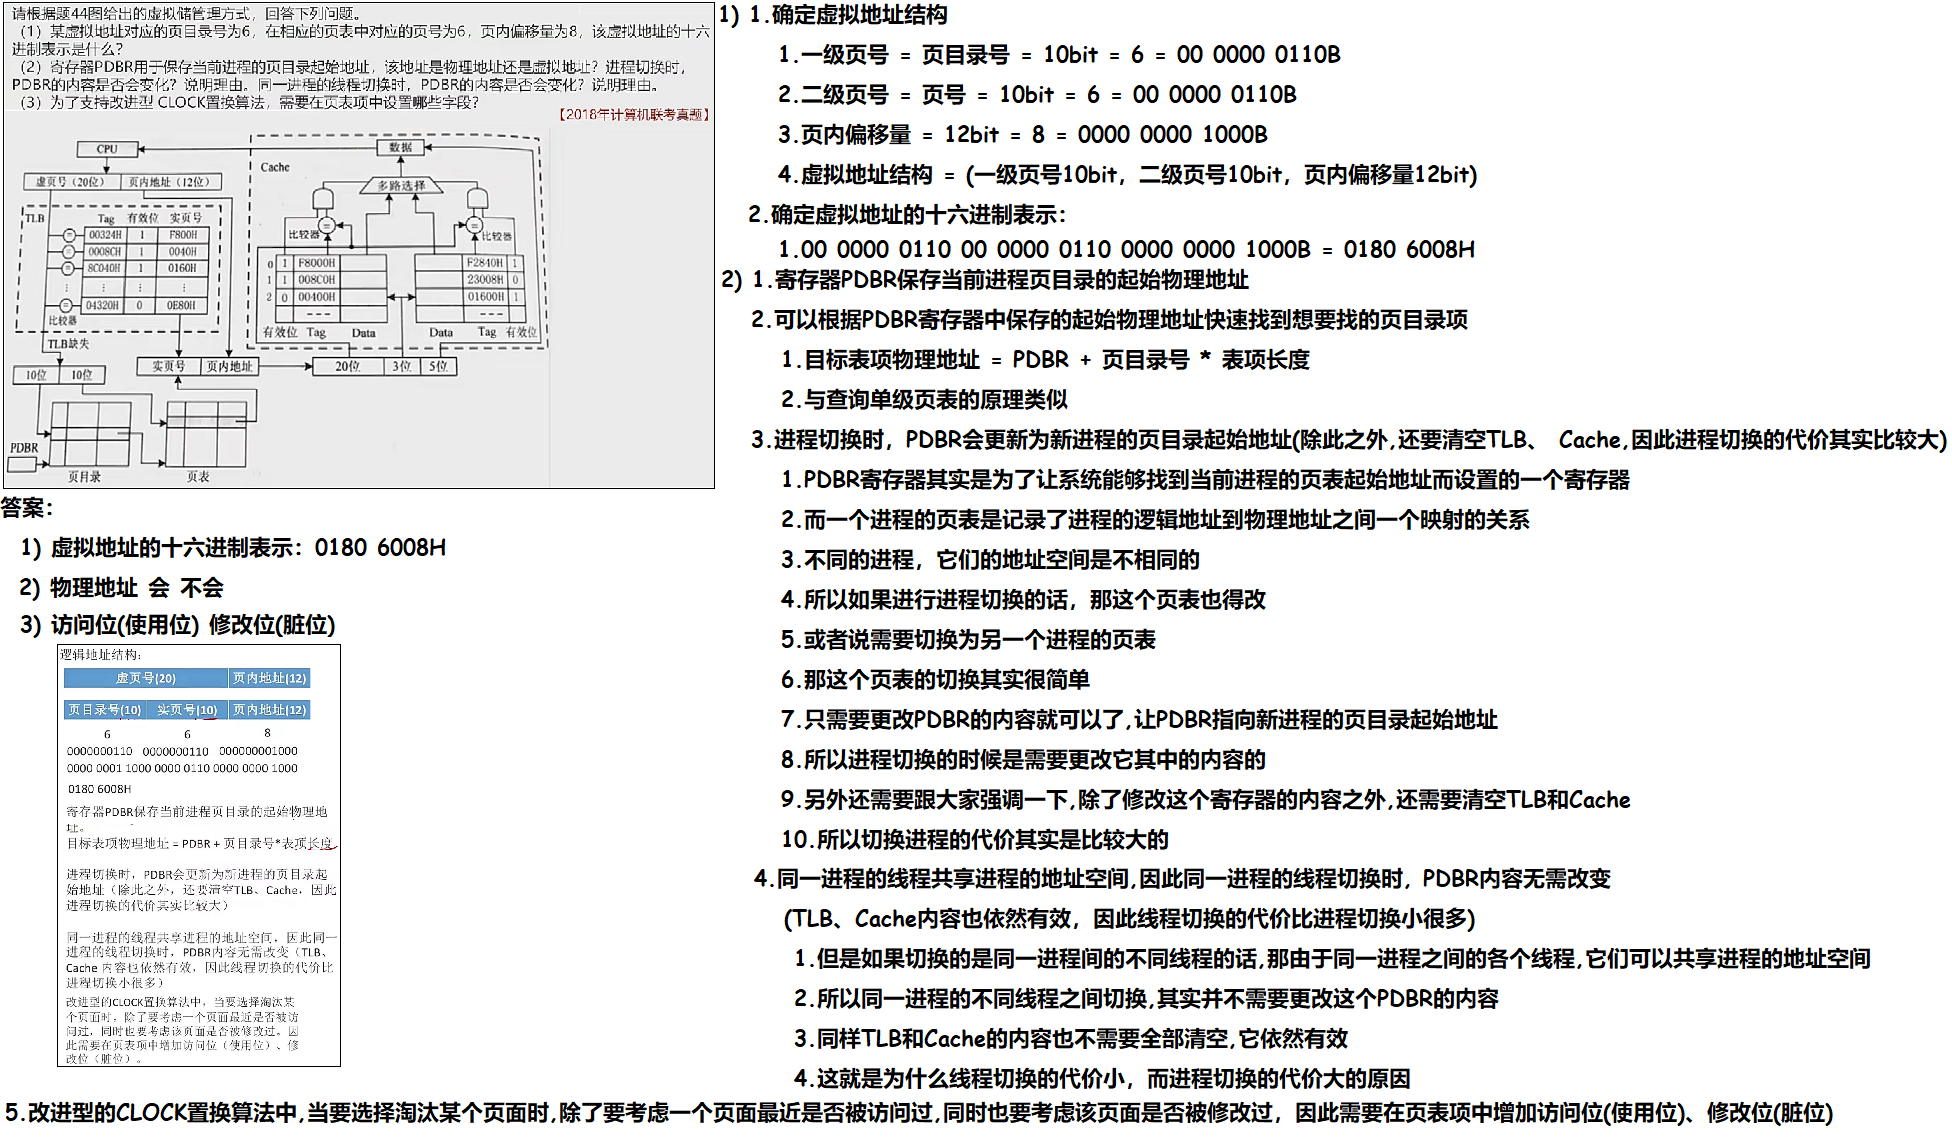 请根据题44图给出的虚拟储管理方式，回答下列问题。
（1）某虚拟地址对应的页目录号为6，在相应的页表中对应的页号为6，页内偏移量为8，该虚拟地址的十六
进制表示是什么？
（2）寄存器PDBR用于保存当前进程的页目录起始地址，该地址是物理地址还是虚拟地址？进程切换时，
PDBR的内容是否会变化？说明理由。同一进程的线程切换时，PDBR的内容是否会变化？说明理由。
（3）为了支持改进型 CLOCK置换算法，需要在页表项中设置哪些字段？
【2018年计算机联考真题】
CPU
数据
Cache
虚页号（20位） 页内地址（12位）
多路选择
TLB
Tag 有效位 实页号
00324H 1 F800H
0008CH 1 0040H
8C040H 1 0160H
⋮ ⋮ ⋮
04320H 0 0E80H
比较器
比较器 比较器
0 1 F8000H F2840H 1
1 1 008C0H 23008H 0
2 0 00400H 01600H 1
--- ---
有效位 Tag Data Data Tag 有效位
TLB缺失
实页号 页内地址
20位 3位 5位
10位 10位
PDBR
页目录 页表
答案：
1) 虚拟地址的十六进制表示：0180 6008H
2) 物理地址 会 不会
3) 访问位(使用位) 修改位(脏位)
逻辑地址结构：
虚页号(20) 页内地址(12)
页目录号(10) 实页号(10) 页内地址(12)
6 6 8
0000000110 0000000110 000000001000
0000 0001 1000 0000 0110 0000 0000 1000
0180 6008H
寄存器PDBR保存当前进程页目录的起始物理地
址。
目标表项物理地址 = PDBR + 页目录号*表项长度
进程切换时，PDBR会更新为新进程的页目录起
始地址（除此之外，还要清空TLB、Cache，因此
进程切换的代价其实比较大）
同一进程的线程共享进程的地址空间，因此同一
进程的线程切换时，PDBR内容无需改变（TLB、
Cache 内容也依然有效，因此线程切换的代价比
进程切换小很多）
改进型的CLOCK置换算法中，当要选择淘汰某
个页面时，除了要考虑一个页面最近是否被访
问过，同时也要考虑该页面是否被修改过。因
此需要在页表项中增加访问位（使用位）、修
改位（脏位）。
1) 1.确定虚拟地址结构
1.一级页号 = 页目录号 = 10bit = 6 = 00 0000 0110B
2.二级页号 = 页号 = 10bit = 6 = 00 0000 0110B
3.页内偏移量 = 12bit = 8 = 0000 0000 1000B
4.虚拟地址结构 = (一级页号10bit，二级页号10bit，页内偏移量12bit)
2.确定虚拟地址的十六进制表示：
1.00 0000 0110 00 0000 0110 0000 0000 1000B = 0180 6008H
2) 1.寄存器PDBR保存当前进程页目录的起始物理地址
2.可以根据PDBR寄存器中保存的起始物理地址快速找到想要找的页目录项
1.目标表项物理地址 = PDBR + 页目录号 * 表项长度
2.与查询单级页表的原理类似
3.进程切换时，PDBR会更新为新进程的页目录起始地址(除此之外,还要清空TLB、 Cache,因此进程切换的代价其实比较大)
1.PDBR寄存器其实是为了让系统能够找到当前进程的页表起始地址而设置的一个寄存器
2.而一个进程的页表是记录了进程的逻辑地址到物理地址之间一个映射的关系
3.不同的进程，它们的地址空间是不相同的
4.所以如果进行进程切换的话，那这个页表也得改
5.或者说需要切换为另一个进程的页表
6.那这个页表的切换其实很简单
7.只需要更改PDBR的内容就可以了,让PDBR指向新进程的页目录起始地址
8.所以进程切换的时候是需要更改它其中的内容的
9.另外还需要跟大家强调一下,除了修改这个寄存器的内容之外,还需要清空TLB和Cache
10.所以切换进程的代价其实是比较大的
4.同一进程的线程共享进程的地址空间,因此同一进程的线程切换时，PDBR内容无需改变
(TLB、Cache内容也依然有效，因此线程切换的代价比进程切换小很多)
1.但是如果切换的是同一进程间的不同线程的话,那由于同一进程之间的各个线程,它们可以共享进程的地址空间
2.所以同一进程的不同线程之间切换,其实并不需要更改这个PDBR的内容
3.同样TLB和Cache的内容也不需要全部清空,它依然有效
4.这就是为什么线程切换的代价小，而进程切换的代价大的原因
5.改进型的CLOCK置换算法中,当要选择淘汰某个页面时,除了要考虑一个页面最近是否被访问过,同时也要考虑该页面是否被修改过，因此需要在页表项中增加访问位(使用位)、修改位(脏位)